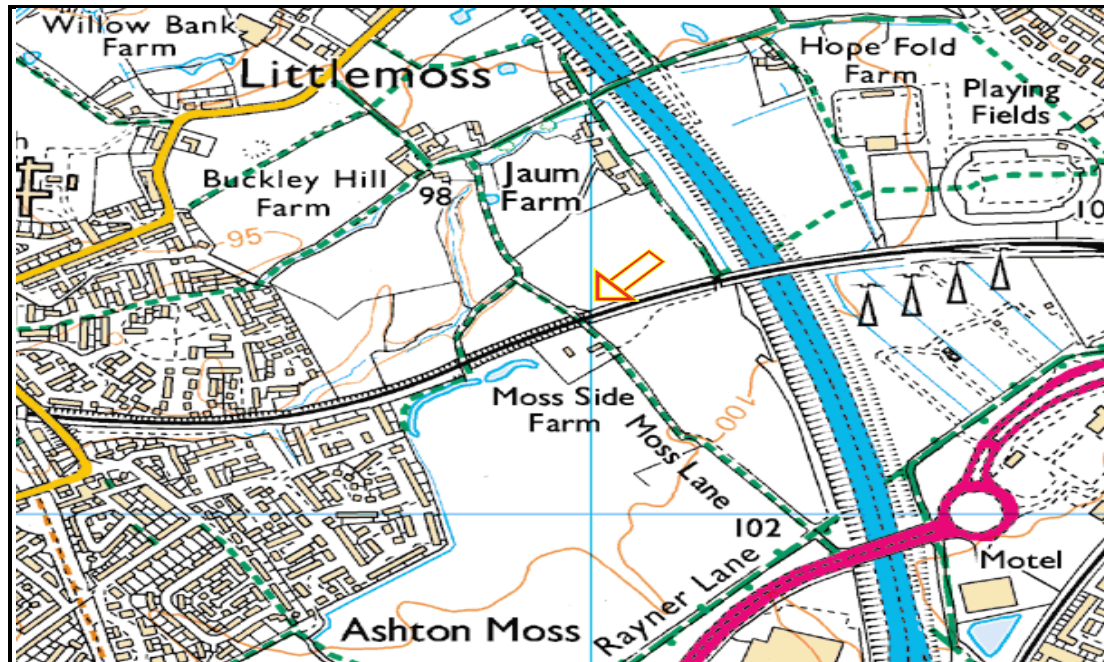 Willow Bank
Farm
Littlemoss
Hope Fold
Farm
Playing
Fields
Buckley Hill
Farm
98
Jaum
Farm
95
10
Moss Side
Farm
100
Moss Lane
102
Rayner Lane
Motel
Ashton Moss